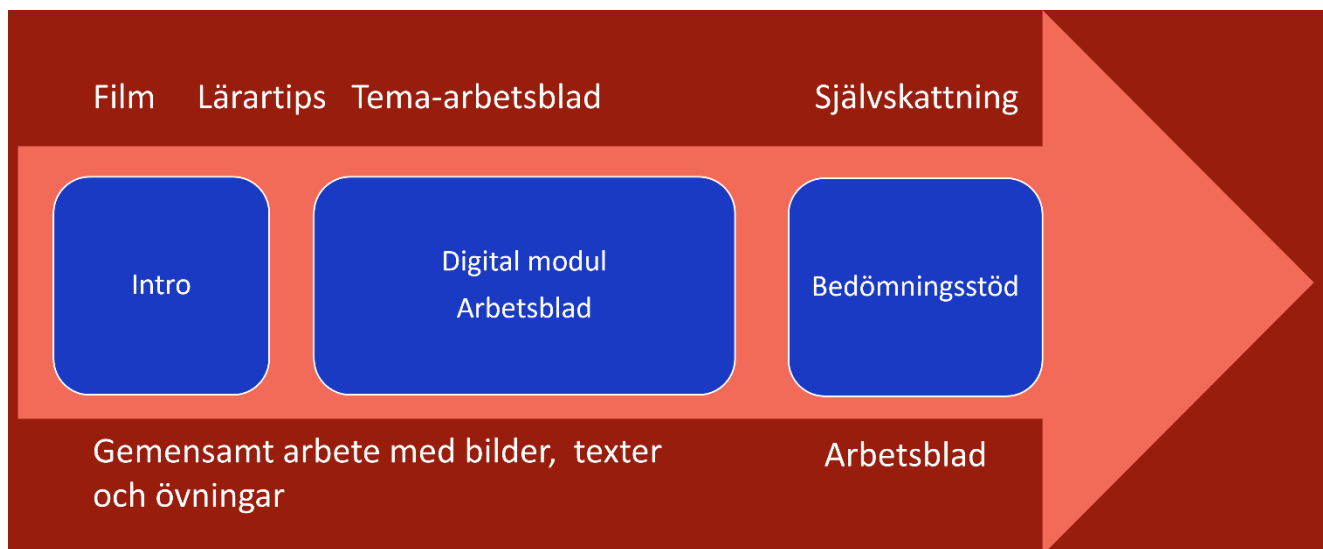 Film Lärartips Tema-arbetsblad Självskattning
Intro
Digital modul
Arbetsblad
Bedömningsstöd
Gemensamt arbete med bilder, texter
och övningar
Arbetsblad